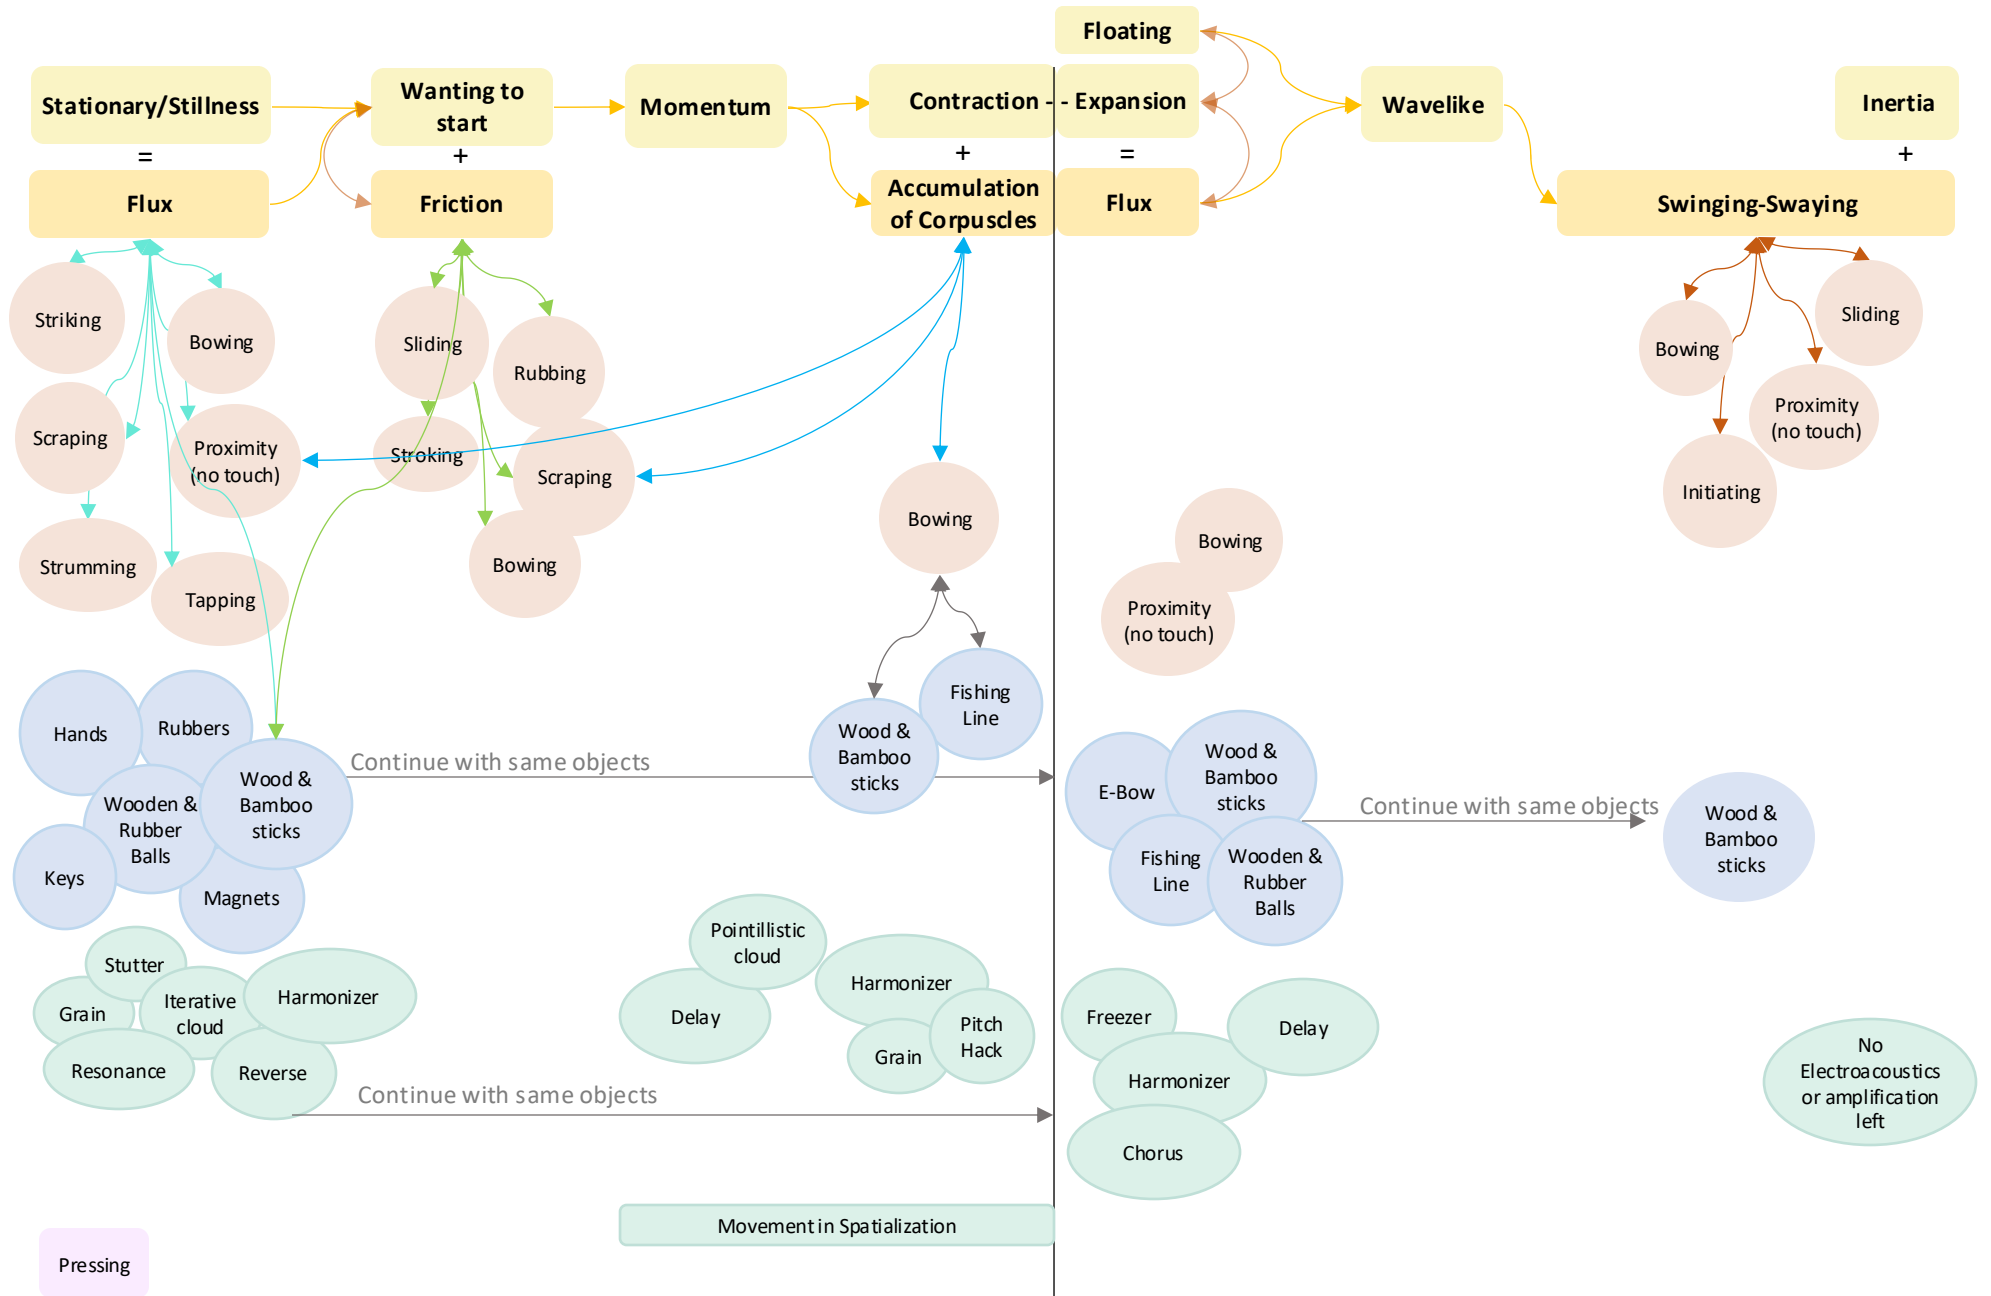 Floating
Stationary/Stillness
Wanting to
start
Momentum
Contraction - - Expansion
Wavelike
Inertia
=
+
+
=
+
Flux
Friction
Accumulation
of Corpuscles
Flux
Swinging-Swaying
Striking
Bowing
Scraping
Proximity
(no touch)
Strumming
Tapping
Sliding
Rubbing
Stroking
Scraping
Bowing
Bowing
Bowing
Proximity
(no touch)
Sliding
Bowing
Proximity
(no touch)
Initiating
Hands
Rubbers
Wood &
Bamboo
sticks
Wooden &
Rubber
Balls
Keys
Magnets
Continue with same objects
Wood &
Bamboo
sticks
Fishing
Line
E-Bow
Wood &
Bamboo
sticks
Fishing
Line
Wooden &
Rubber
Balls
Continue with same objects
Wood &
Bamboo
sticks
Stutter
Grain
Iterative
cloud
Harmonizer
Resonance
Reverse
Continue with same objects
Pointillistic
cloud
Delay
Harmonizer
Grain
Pitch
Hack
Freezer
Delay
Harmonizer
Chorus
No
Electroacoustics
or amplification
left
Movement in Spatialization
Pressing